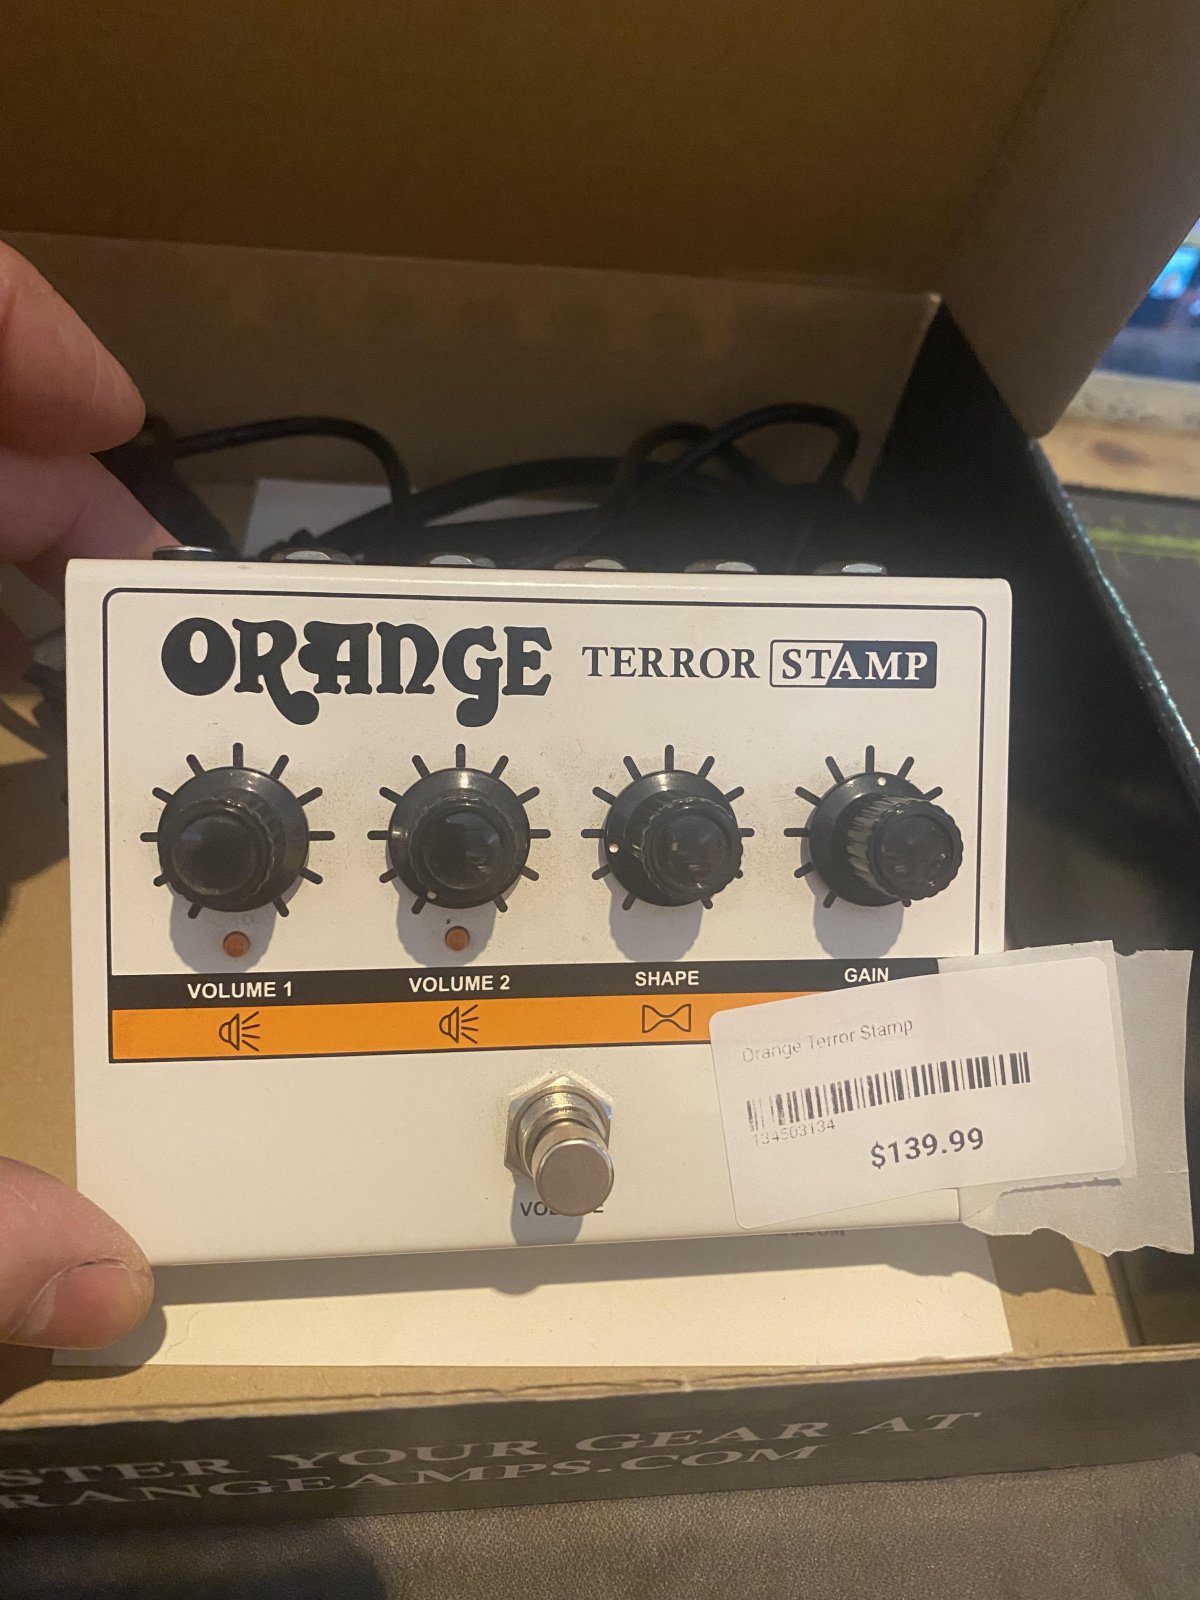 ORANGE TERROR STAMP
VOLUME 1 VOLUME 2 SHAPE GAIN
Orange Terror Stamp
134503134
$139.99
STER YOUR GEAR AT
RANGEAMPS.COM